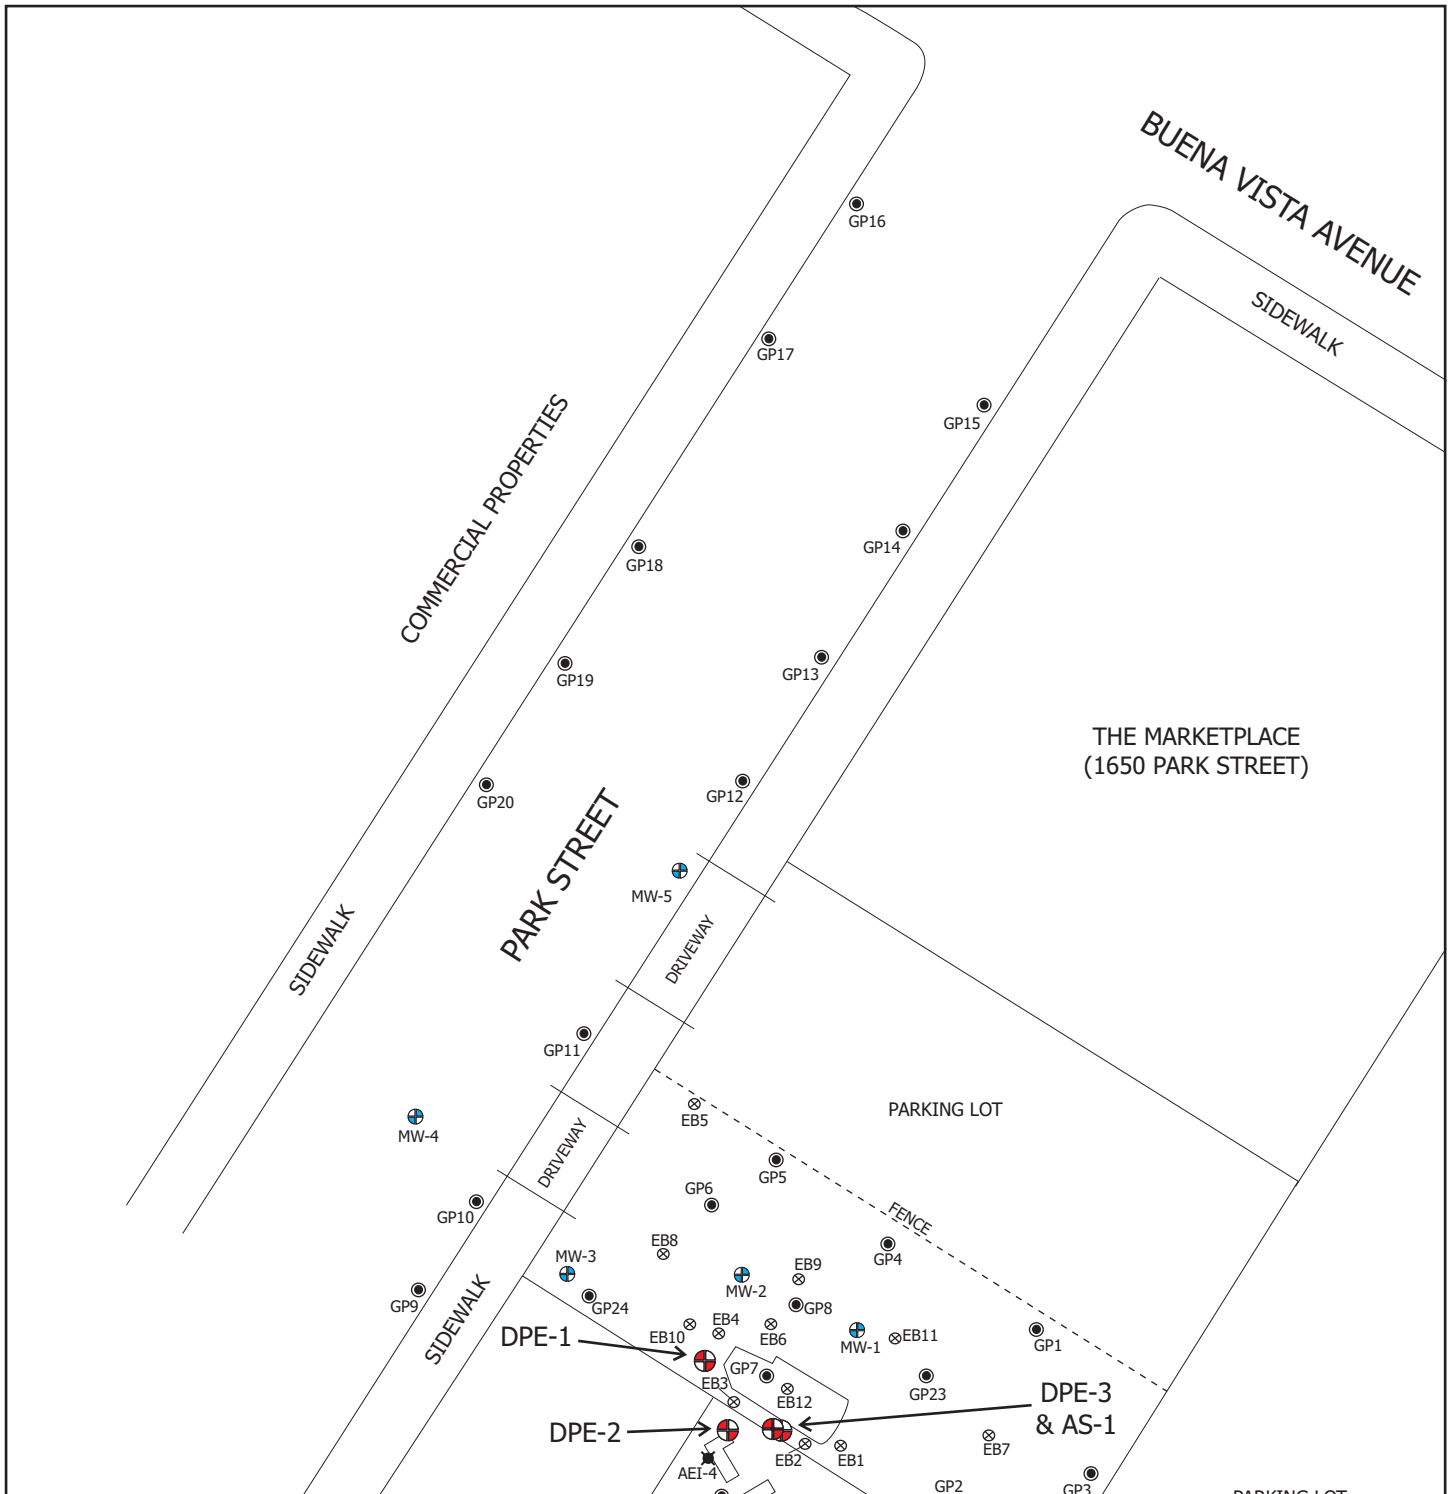 BUENA VISTA AVENUE
GP16
SIDEWALK
GP17
GP15
COMMERCIAL PROPERTIES
GP14
GP18
GP13
GP19
THE MARKETPLACE
(1650 PARK STREET)
GP12
GP20
PARK STREET
MW-5
SIDEWALK
DRIVEWAY
GP11
PARKING LOT
EB5
MW-4
DRIVEWAY
GP5
GP6
GP10
FENCE
EB8
GP4
MW-3
EB9
MW-2
GP9
GP24
GP8
SIDEWALK
EB4
EB10
EB6
EB11
DPE-1
MW-1
GP1
GP7
EB3
GP23
EB12
DPE-3
& AS-1
DPE-2
EB2
EB1
EB7
AEI-4
GP2
GP3
PARKING LOT